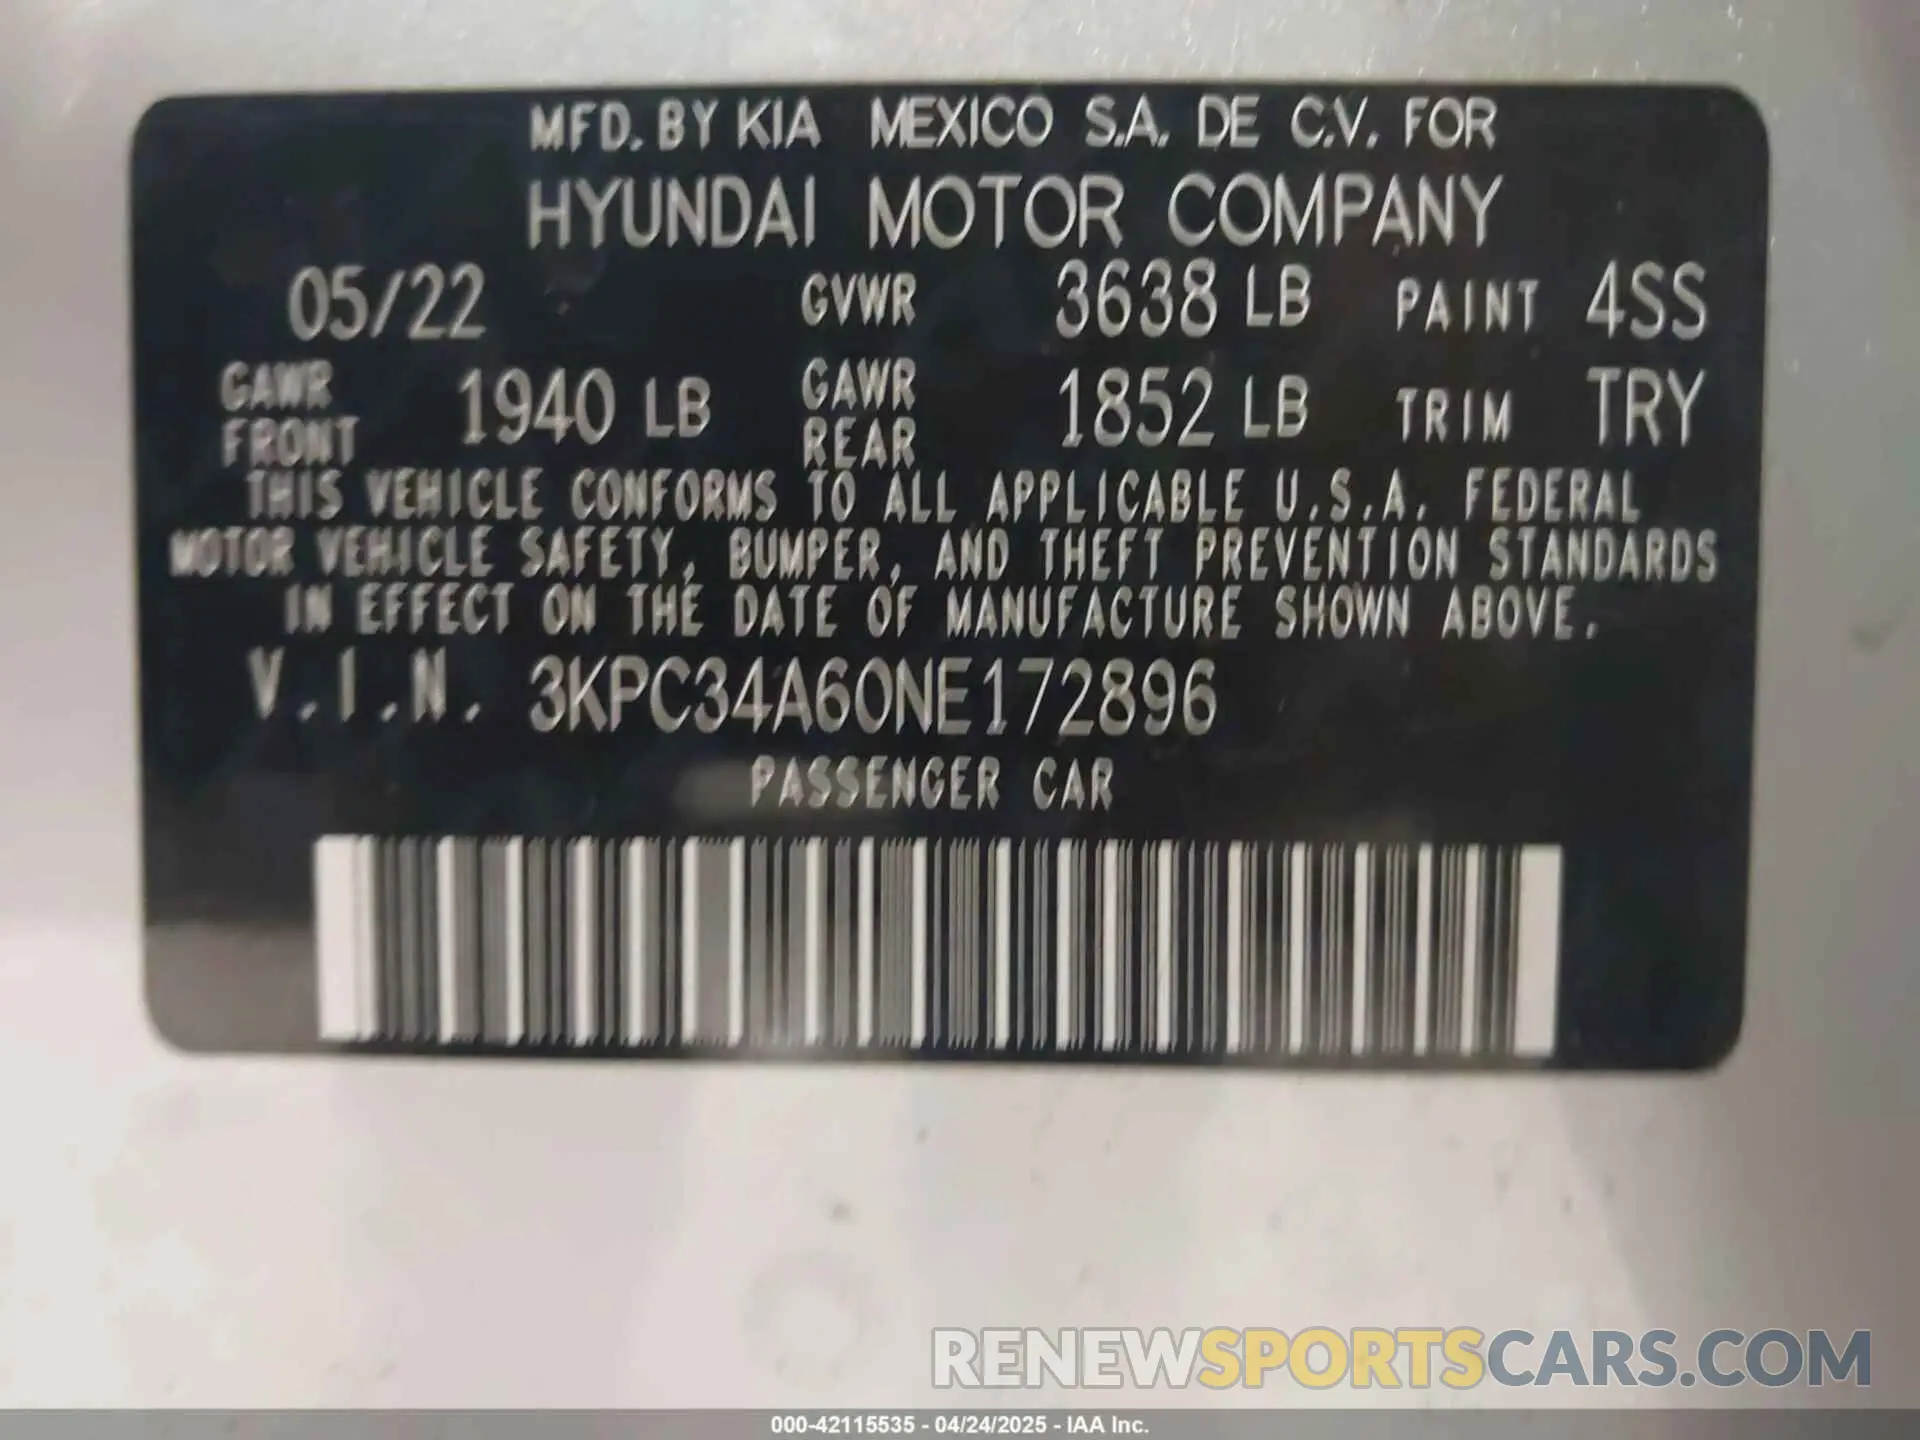 MFD. BY KIA MEXICO S.A. DE C.V. FOR
HYUNDAI MOTOR COMPANY
05/22 GVWR 3638 LB PAINT 4SS
GAWR FRONT 1940 LB GAWR REAR 1852 LB TRIM TRY
THIS VEHICLE CONFORMS TO ALL APPLICABLE U.S.A. FEDERAL
MOTOR VEHICLE SAFETY, BUMPER, AND THEFT PREVENTION STANDARDS
IN EFFECT ON THE DATE OF MANUFACTURE SHOWN ABOVE.
V.I.N. 3KPC34A60NE172896
PASSENGER CAR
RENEWSPORTSCARS.COM
000-42115535 - 04/24/2025 - IAA Inc.